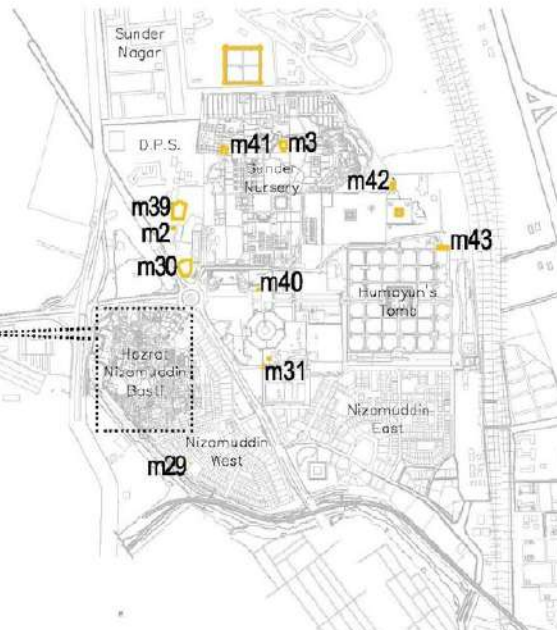 Sunder
Nagar
D.P.S.
m41
m3
Sunder
Nursery
m42
m39
m2
m43
m30
m40
Humayun's
Tomb
Hazrat
Nizamuddin
Basti
m31
Nizamuddin
East
Nizamuddin
West
m29